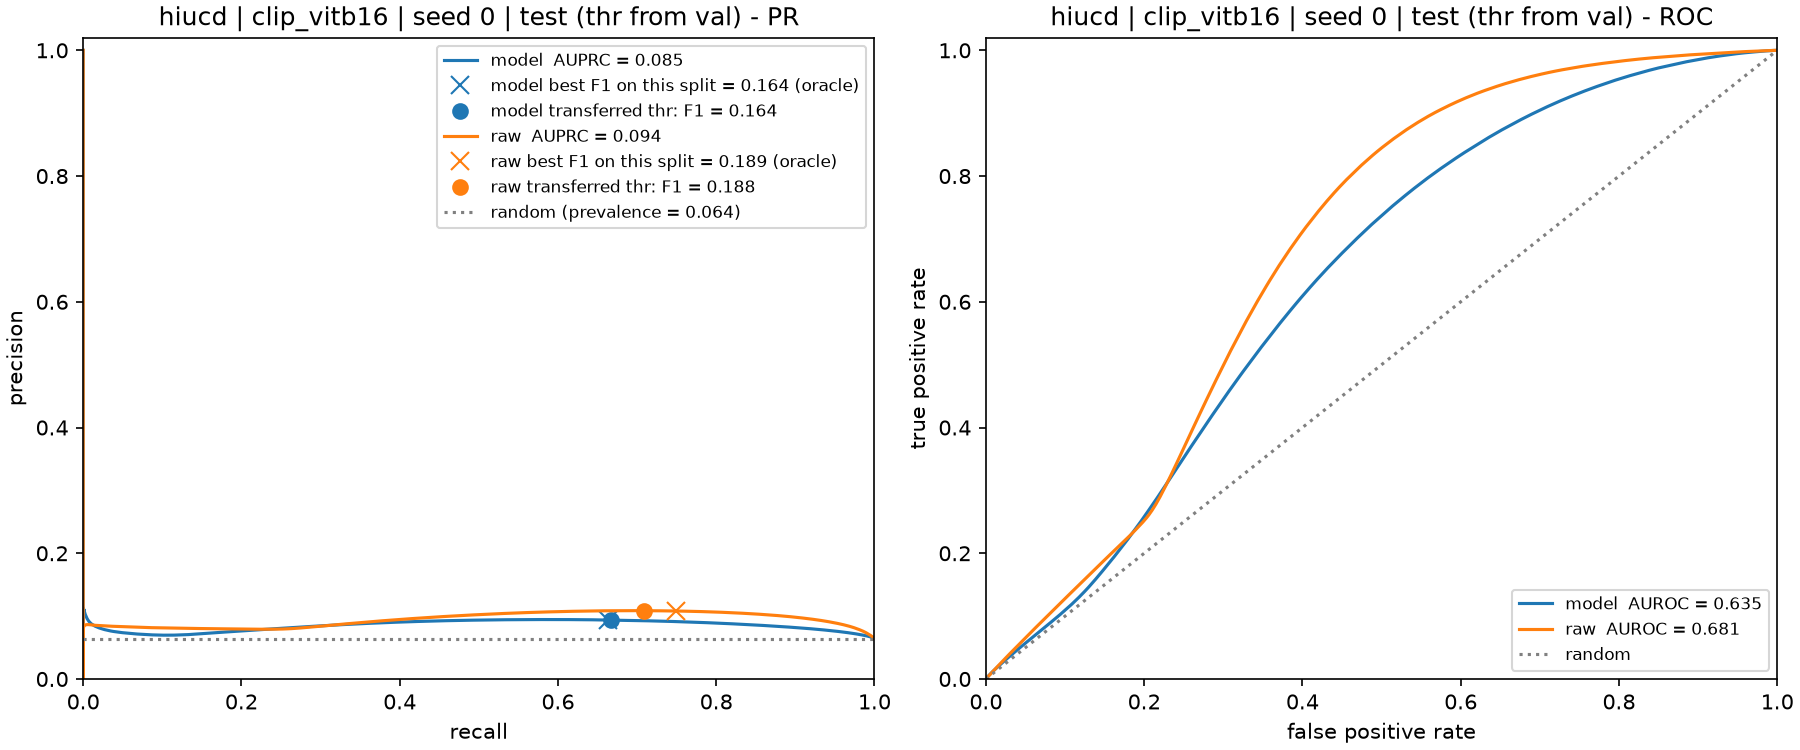 hiucd | clip_vitb16 | seed 0 | test (thr from val) - PR
1.0
0.8
0.6
0.4
0.2
0.0
precision
0.0 0.2 0.4 0.6 0.8 1.0
recall
model AUPRC = 0.085
model best F1 on this split = 0.164 (oracle)
model transferred thr: F1 = 0.164
raw AUPRC = 0.094
raw best F1 on this split = 0.189 (oracle)
raw transferred thr: F1 = 0.188
random (prevalence = 0.064)
hiucd | clip_vitb16 | seed 0 | test (thr from val) - ROC
1.0
0.8
0.6
0.4
0.2
0.0
true positive rate
0.0 0.2 0.4 0.6 0.8 1.0
false positive rate
model AUROC = 0.635
raw AUROC = 0.681
random